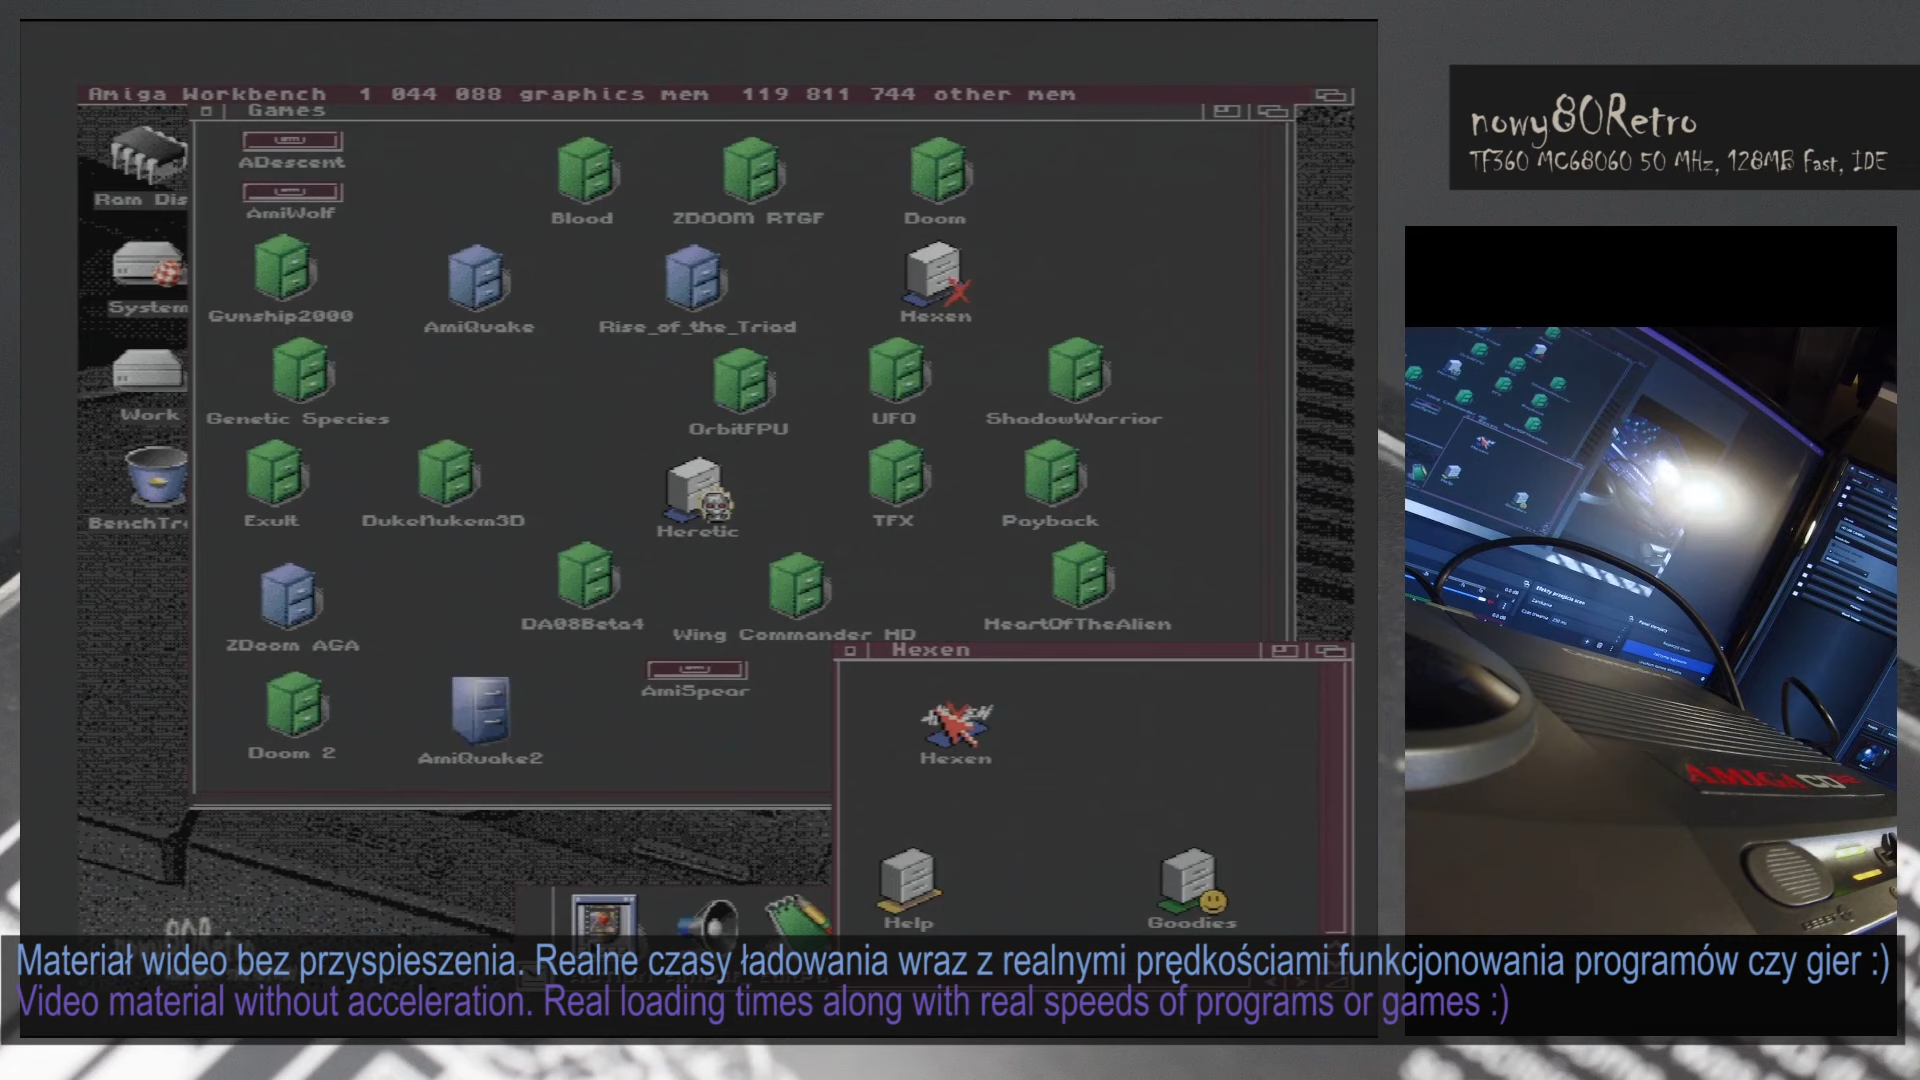 nowy80Retro
TF360 MC68060 50 MHz, 128MB Fast, IDE
Amiga Workbench 1 044 088 graphics mem 119 811 744 other mem
Games
Ram Dis
System
Work
BenchTr
ADescent
AmiWolf
Blood
ZDOOM RTGF
Doom
Gunship2000
AmiQuake
Rise_of_the_Triad
Hexen
Genetic Species
OrbitFPU
UFO
ShadowWarrior
Exult
DukeNukem3D
Heretic
TFX
Payback
ZDoom AGA
DA08Beta4
Wing Commander HD
HeartOfTheAlien
Doom 2
AmiQuake2
AmiSpear
Hexen
Hexen
Help
Goodies
AMIGA CD32
Materiał wideo bez przyspieszenia. Realne czasy ładowania wraz z realnymi prędkościami funkcjonowania programów czy gier :)
Video material without acceleration. Real loading times along with real speeds of programs or games :)